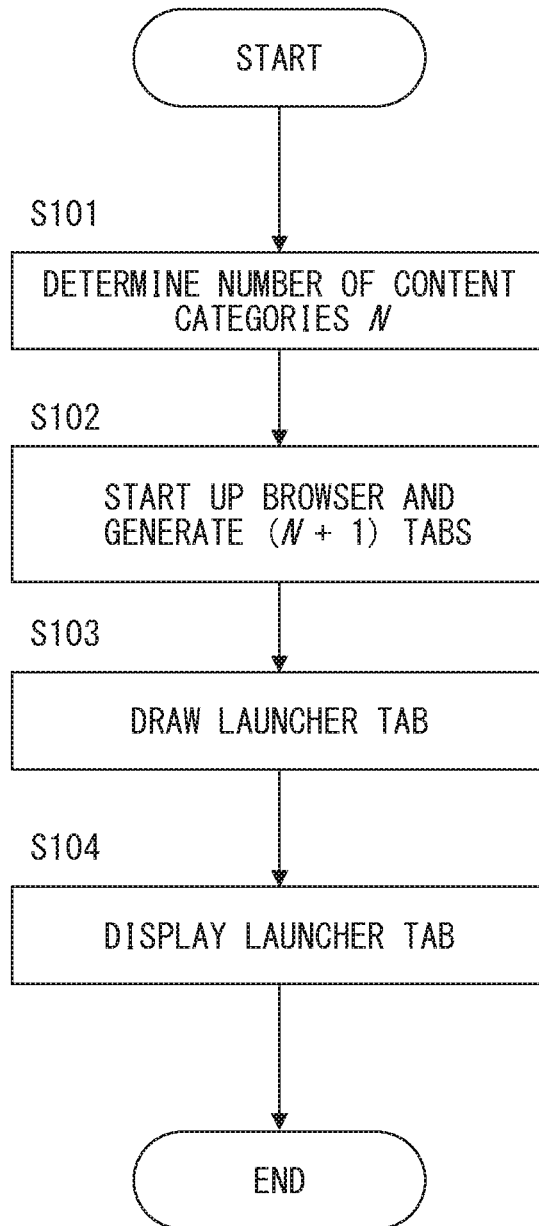 START
S101
DETERMINE NUMBER OF CONTENT
CATEGORIES N
S102
START UP BROWSER AND
GENERATE (N + 1) TABS
S103
DRAW LAUNCHER TAB
S104
DISPLAY LAUNCHER TAB
END